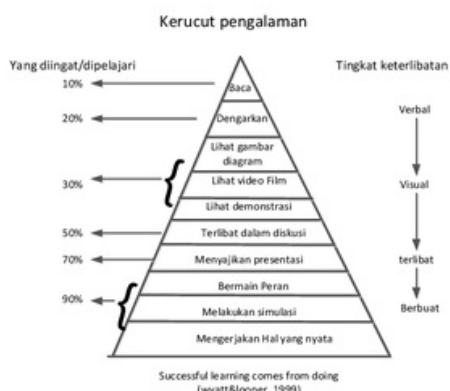 Kerucut pengalaman
Yang diingat/dipelajari
Tingkat keterlibatan
10%
Baca
20%
Dengarkan
Verbal
Lihat gambar
diagram
30%
Lihat video Film
Visual
Lihat demonstrasi
50%
Terlibat dalam diskusi
70%
Menyajikan presentasi
terlibat
90%
Bermain Peran
Melakukan simulasi
Berbuat
Mengerjakan Hal yang nyata
Successful learning comes from doing
(wyatt&looner, 1999)